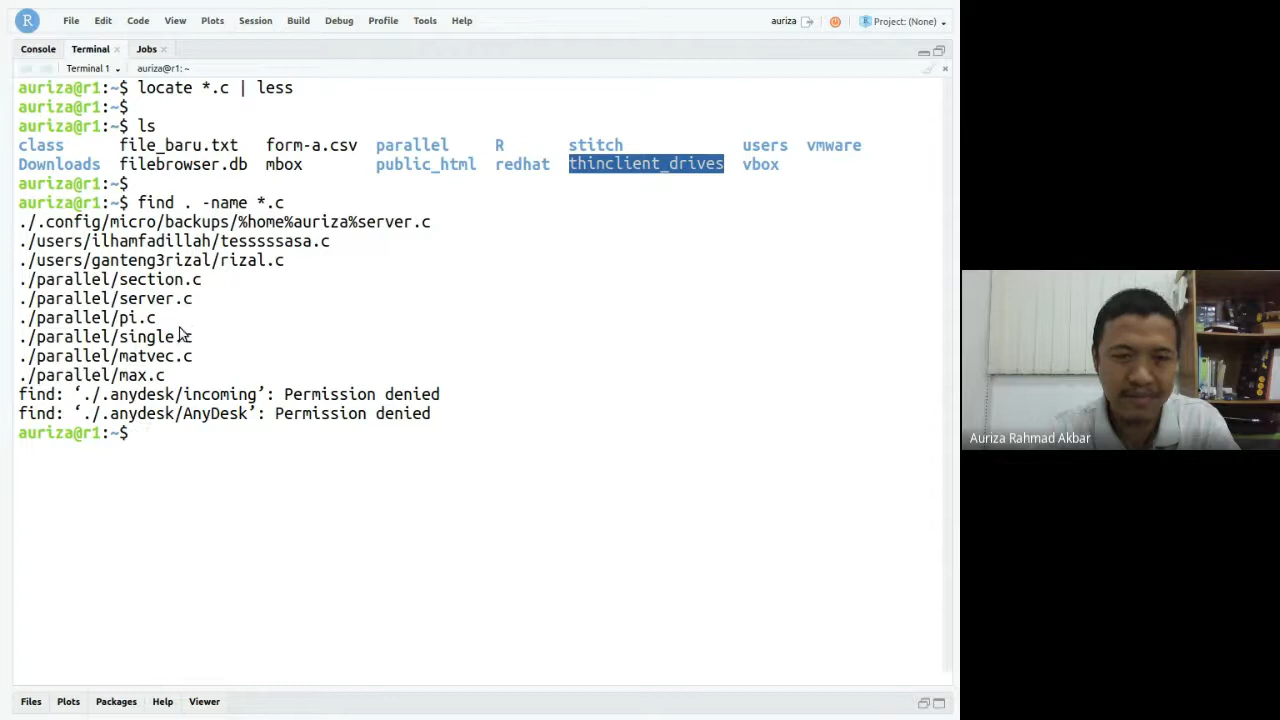 R File Edit Code View Plots Session Build Debug Profile Tools Help auriza Project: (None)
Console Terminal Jobs
Terminal 1 auriza@r1: ~
auriza@r1:~$ locate *.c | less
auriza@r1:~$
auriza@r1:~$ ls
class file_baru.txt form-a.csv parallel R stitch users vmware
Downloads filebrowser.db mbox public_html redhat thinclient_drives vbox
auriza@r1:~$
auriza@r1:~$ find . -name *.c
./.config/micro/backups/%home%auriza%server.c
./users/ilhamfadillah/tesssssasa.c
./users/ganteng3rizal/rizal.c
./parallel/section.c
./parallel/server.c
./parallel/pi.c
./parallel/single.c
./parallel/matvec.c
./parallel/max.c
find: ‘./.anydesk/incoming’: Permission denied
find: ‘./.anydesk/AnyDesk’: Permission denied
auriza@r1:~$
Files Plots Packages Help Viewer
Auriza Rahmad Akbar